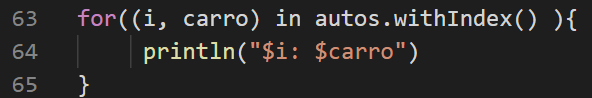 63 for((i, carro) in autos.withIndex() ){
64 println("$i: $carro")
65 }